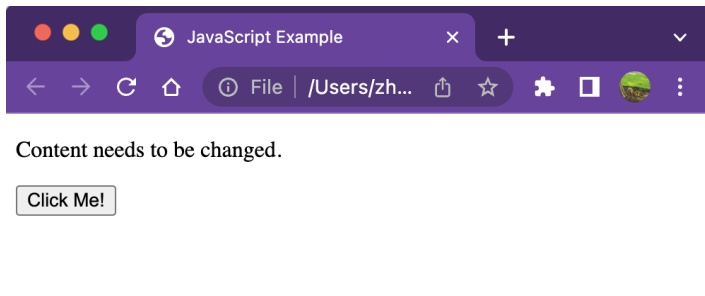 JavaScript Example
File | /Users/zh...
Content needs to be changed.
Click Me!